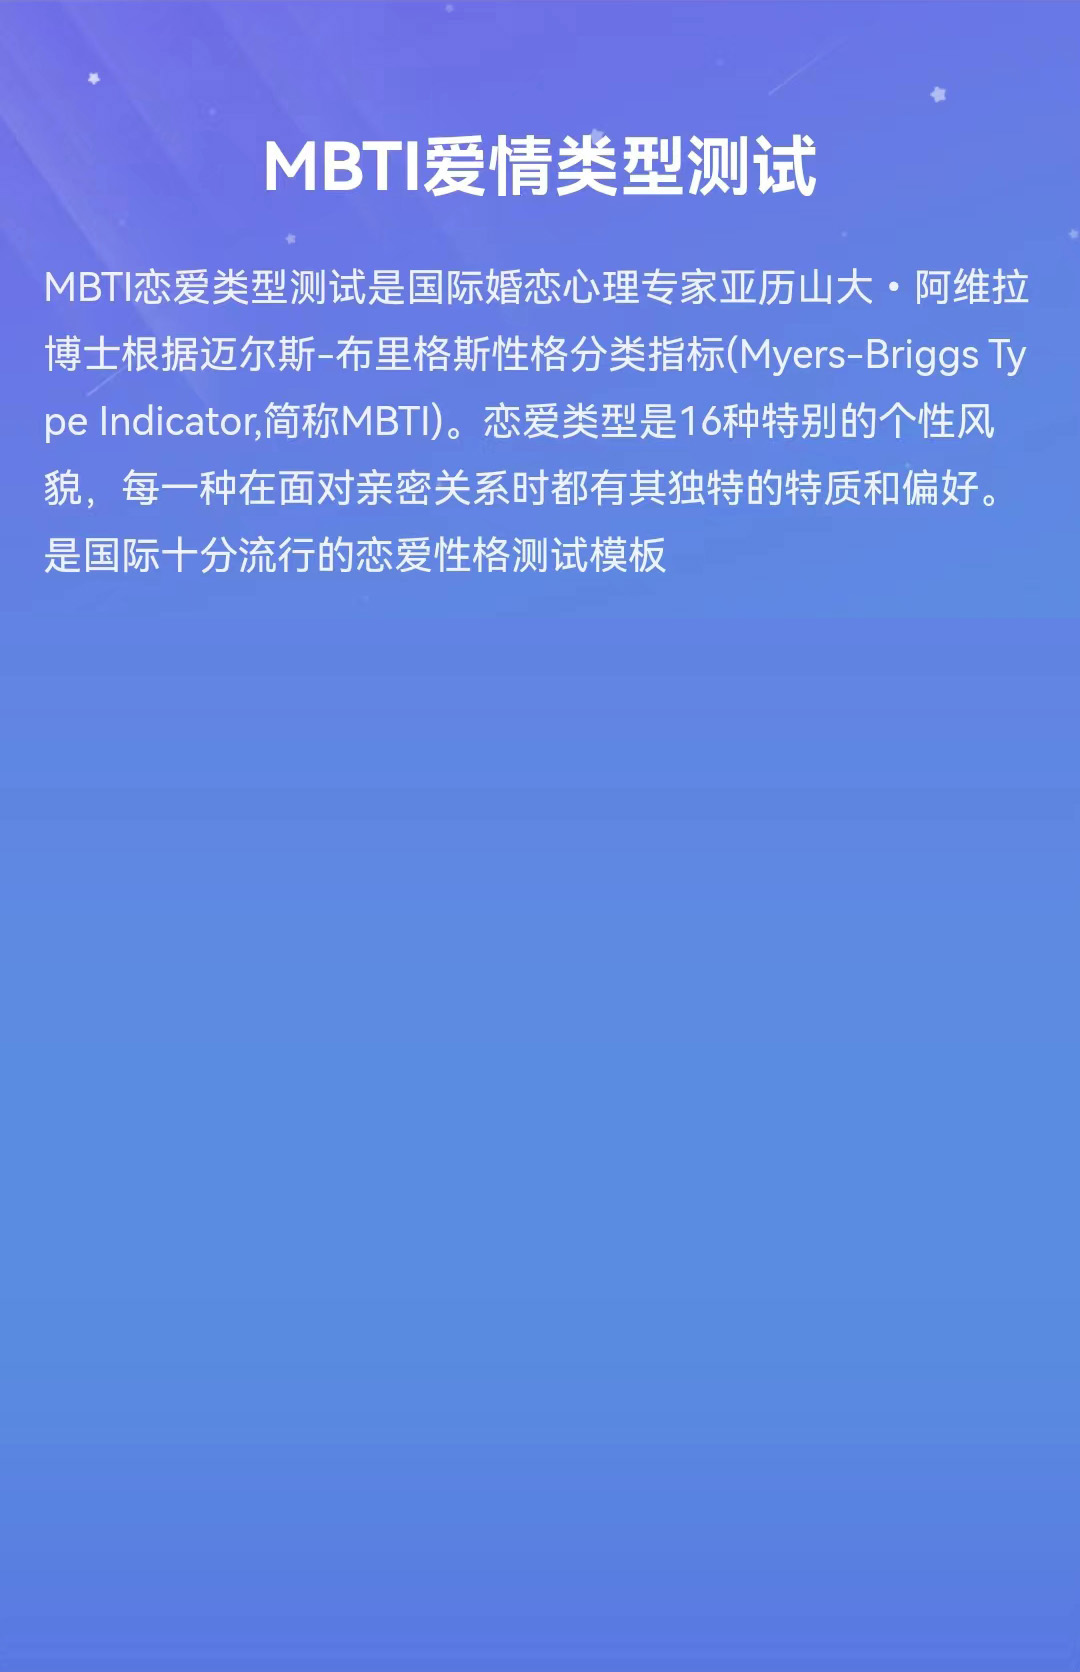 MBTI爱情类型测试
MBTI恋爱类型测试是国际婚恋心理专家亚历山大·阿维拉
博士根据迈尔斯-布里格斯性格分类指标(Myers-Briggs Ty
pe Indicator,简称MBTI)。恋爱类型是16种特别的个性风
貌，每一种在面对亲密关系时都有其独特的特质和偏好。
是国际十分流行的恋爱性格测试模板